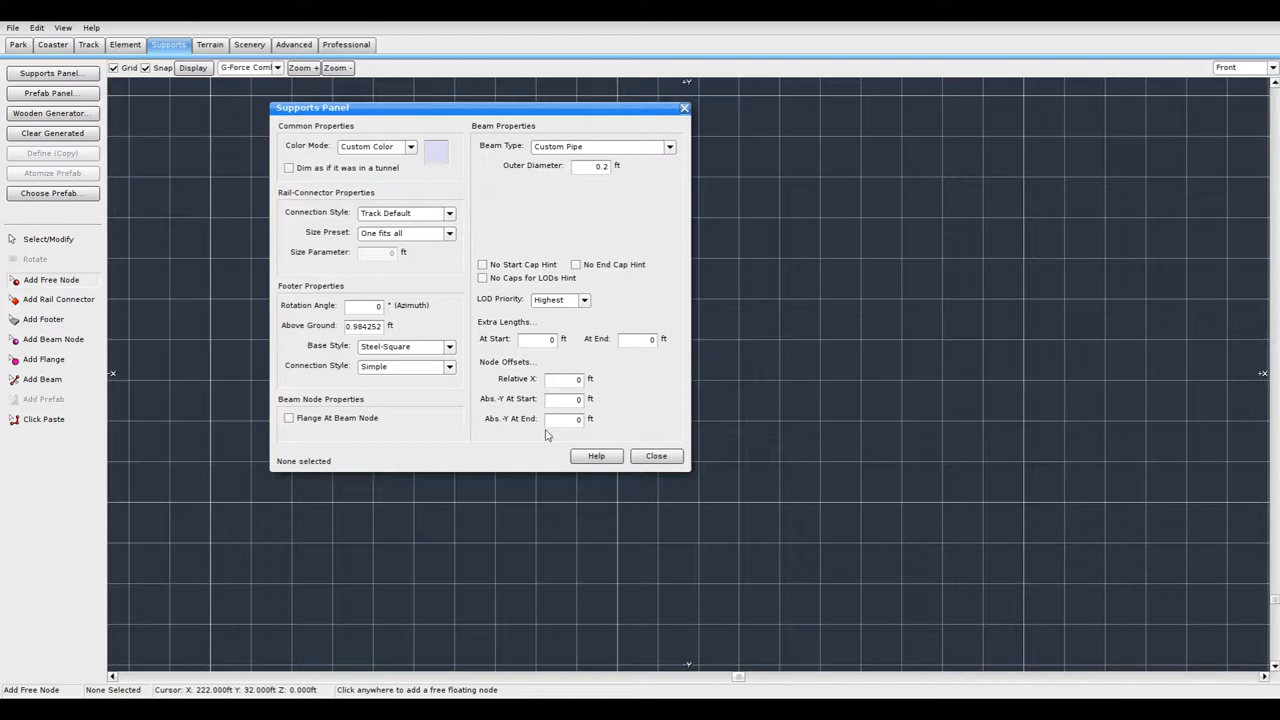 File Edit View Help
Park Coaster Track Element Supports Terrain Scenery Advanced Professional
Grid Snap Display G-Force Coml Zoom + Zoom - Front
Supports Panel...
Prefab Panel...
Wooden Generator...
Clear Generated
Define (Copy)
Atomize Prefab
Choose Prefab...
Select/Modify
Rotate
Add Free Node
Add Rail Connector
Add Footer
Add Beam Node
Add Flange
Add Beam
Add Prefab
Click Paste
+Y
-X
+X
-Y
Supports Panel
Common Properties
Color Mode: Custom Color
Dim as if it was in a tunnel
Rail-Connector Properties
Connection Style: Track Default
Size Preset: One fits all
Size Parameter: 0 ft
Footer Properties
Rotation Angle: 0 ° (Azimuth)
Above Ground: 0.984252 ft
Base Style: Steel-Square
Connection Style: Simple
Beam Node Properties
Flange At Beam Node
None selected
Beam Properties
Beam Type: Custom Pipe
Outer Diameter: 0.2 ft
No Start Cap Hint No End Cap Hint
No Caps for LODs Hint
LOD Priority: Highest
Extra Lengths...
At Start: 0 ft At End: 0 ft
Node Offsets...
Relative X: 0 ft
Abs.-Y At Start: 0 ft
Abs.-Y At End: 0 ft
Help Close
Add Free Node None Selected Cursor: X: 222.000ft Y: 32.000ft Z: 0.000ft Click anywhere to add a free floating node